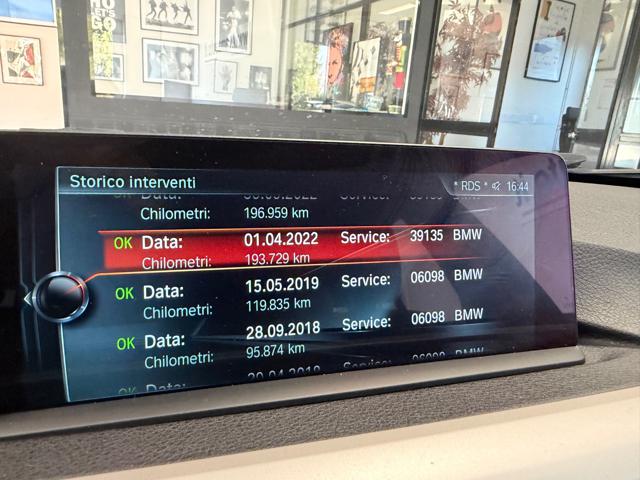 Storico interventi
* RDS * 16:44
Chilometri: 196.959 km
OK Data: 01.04.2022 Service: 39135 BMW
Chilometri: 193.729 km
OK Data: 15.05.2019 Service: 06098 BMW
Chilometri: 119.835 km
OK Data: 28.09.2018 Service: 06098 BMW
Chilometri: 95.874 km